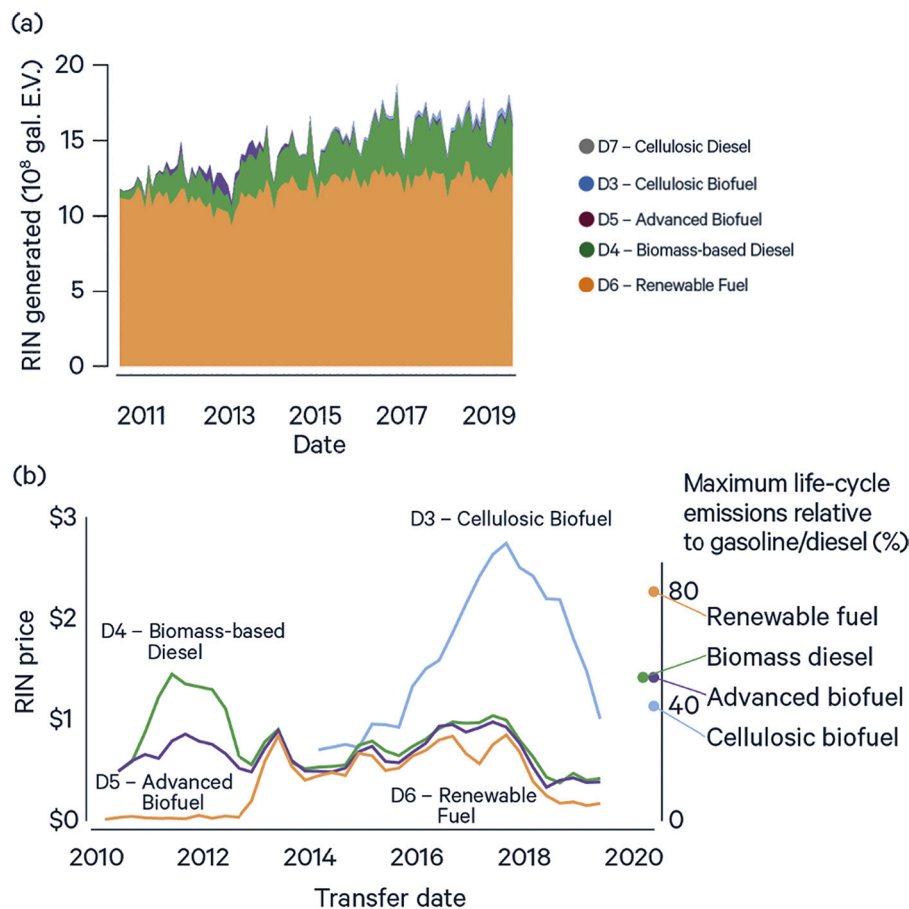 (a)
RIN generated (10⁸ gal. E.V.)
20
15
10
5
0
2011 2013 2015 2017 2019
Date
D7 – Cellulosic Diesel
D3 – Cellulosic Biofuel
D5 – Advanced Biofuel
D4 – Biomass-based Diesel
D6 – Renewable Fuel
(b)
RIN price
$3
$2
$1
$0
D3 – Cellulosic Biofuel
D4 – Biomass-based
Diesel
D5 – Advanced
Biofuel
D6 – Renewable
Fuel
2010 2012 2014 2016 2018 2020
Transfer date
Maximum life-cycle
emissions relative
to gasoline/diesel (%)
80
40
0
Renewable fuel
Biomass diesel
Advanced biofuel
Cellulosic biofuel